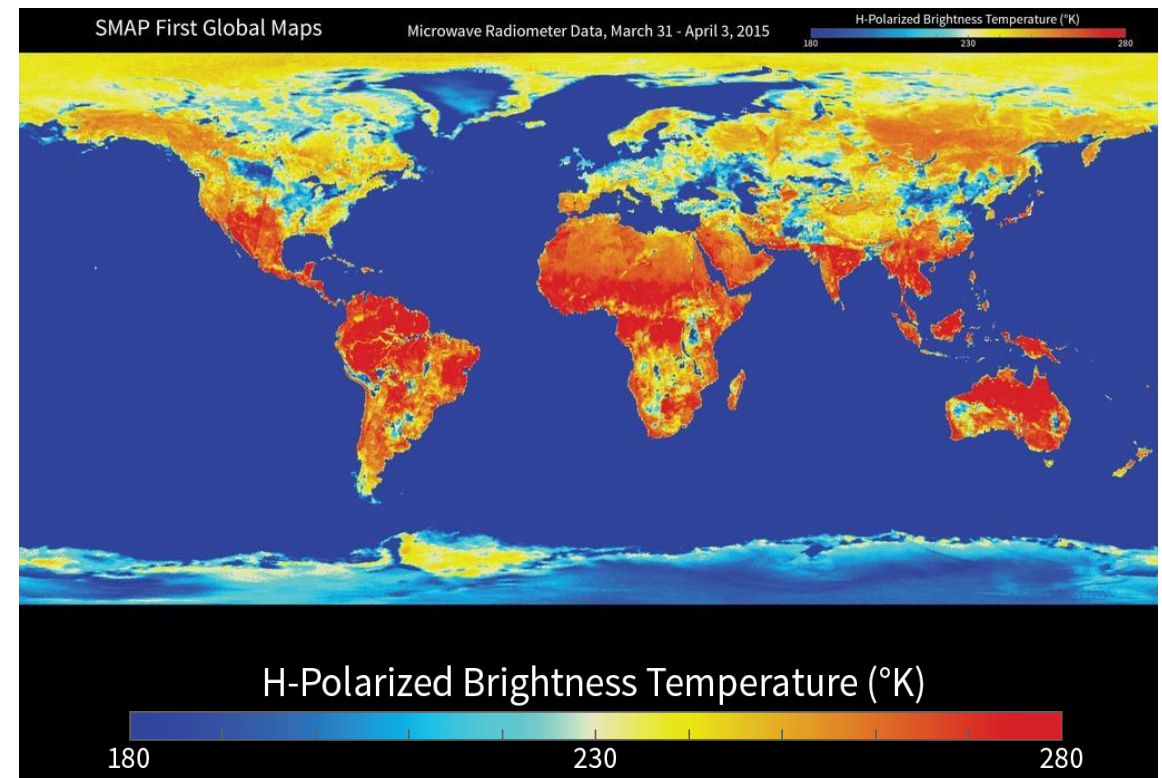 SMAP First Global Maps
Microwave Radiometer Data, March 31 - April 3, 2015
H-Polarized Brightness Temperature (°K)
180 230 280
H-Polarized Brightness Temperature (°K)
180 230 280